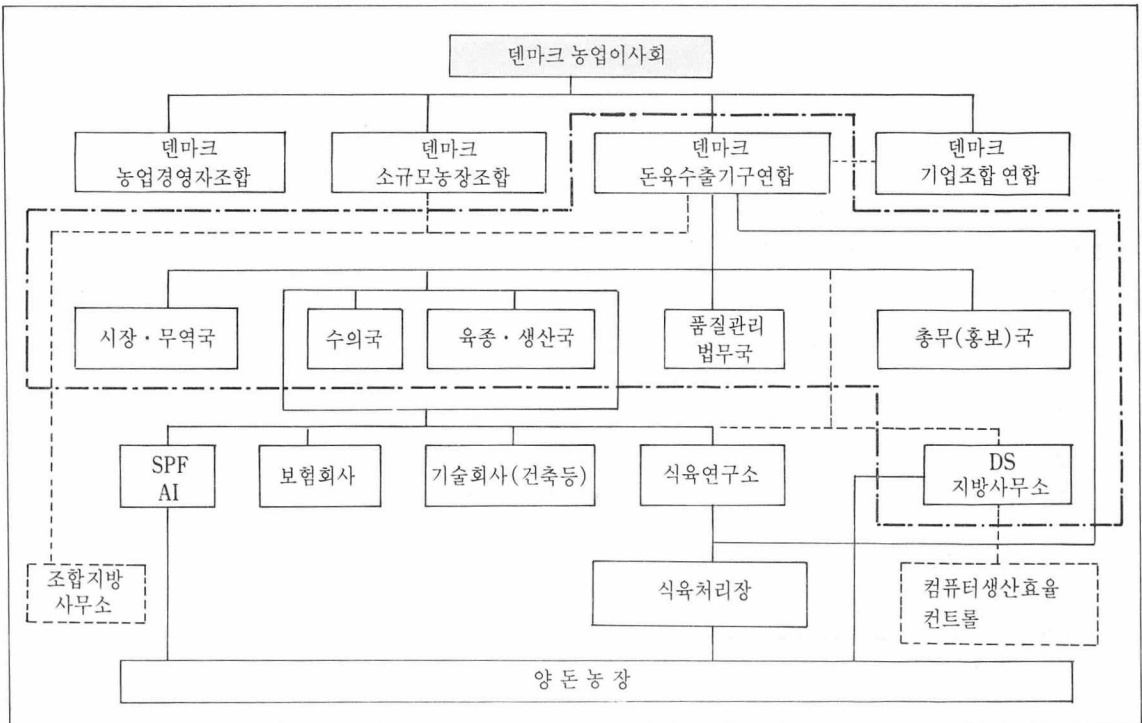 덴마크 농업이사회
덴마크
농업경영자조합
덴마크
소규모농장조합
덴마크
돈육수출기구연합
덴마크
기업조합 연합
시장·무역국
수의국
육종·생산국
품질관리
법무국
총무(홍보)국
SPF
AI
보험회사
기술회사(건축등)
식육연구소
DS
지방사무소
조합지방
사무소
식육처리장
컴퓨터생산효율
컨트롤
양 돈 농 장